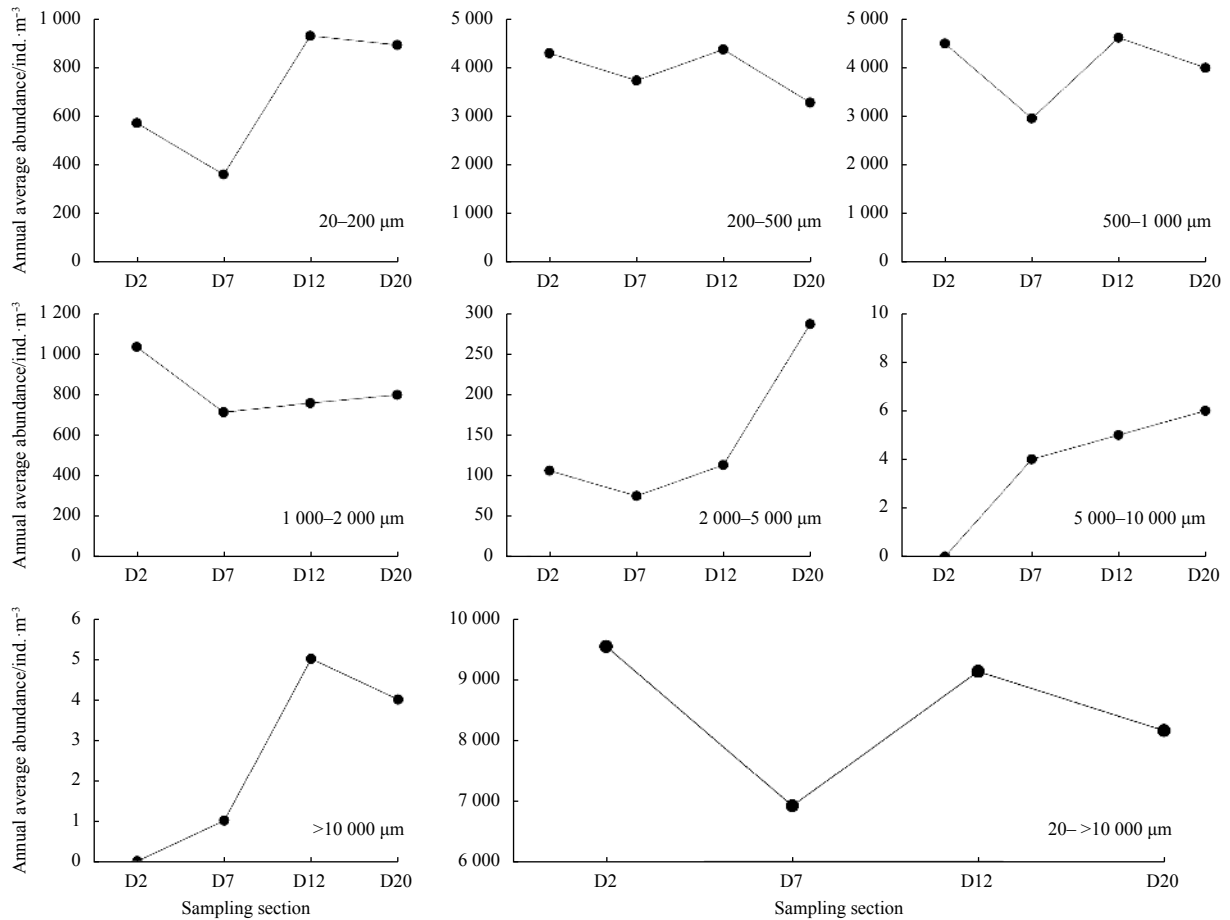 Annual average abundance/ind.·m⁻³
1 000
800
600
400
200
0
D2 D7 D12 D20
20–200 μm
5 000
4 000
3 000
2 000
1 000
0
D2 D7 D12 D20
200–500 μm
5 000
4 000
3 000
2 000
1 000
0
D2 D7 D12 D20
500–1 000 μm
Annual average abundance/ind.·m⁻³
1 200
1 000
800
600
400
200
0
D2 D7 D12 D20
1 000–2 000 μm
300
250
200
150
100
50
0
D2 D7 D12 D20
2 000–5 000 μm
10
8
6
4
2
0
D2 D7 D12 D20
5 000–10 000 μm
Annual average abundance/ind.·m⁻³
6
5
4
3
2
1
0
D2 D7 D12 D20
>10 000 μm
Sampling section
10 000
9 000
8 000
7 000
6 000
D2 D7 D12 D20
20– >10 000 μm
Sampling section